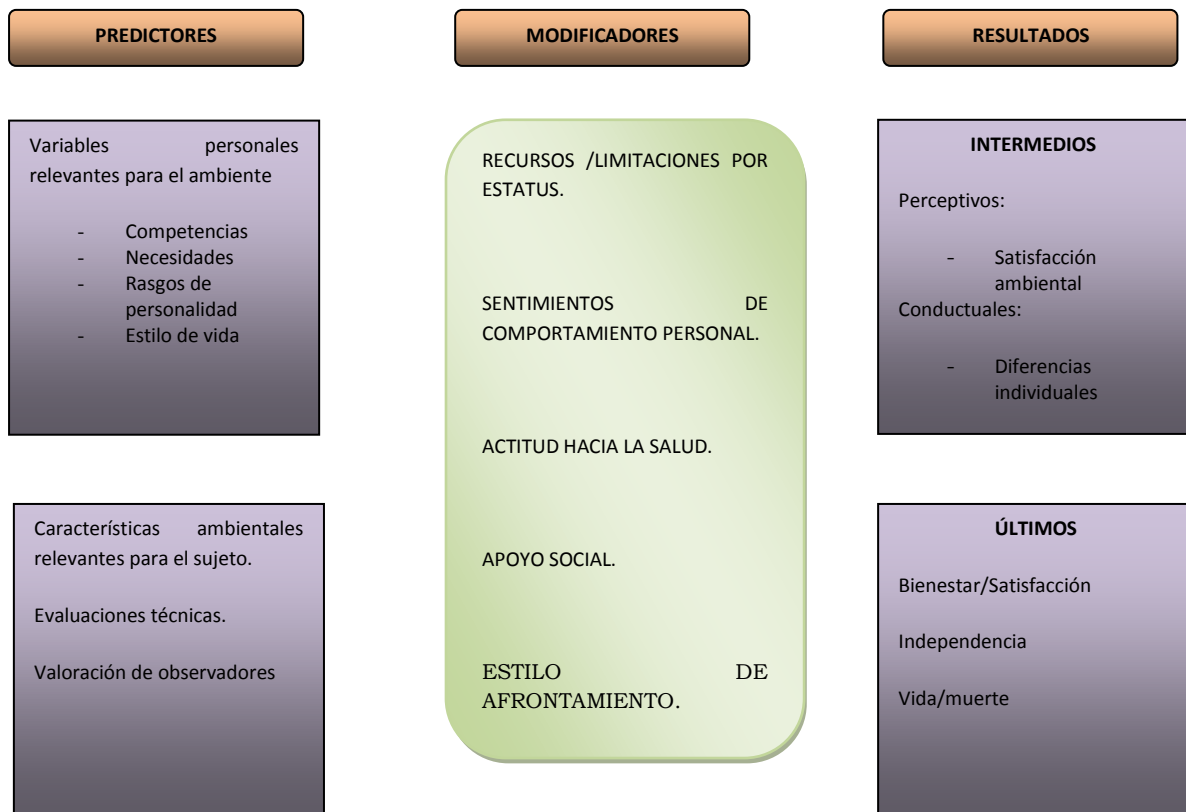 PREDICTORES
MODIFICADORES
RESULTADOS
Variables personales
relevantes para el ambiente
- Competencias
- Necesidades
- Rasgos de
personalidad
- Estilo de vida
Características ambientales
relevantes para el sujeto.
Evaluaciones técnicas.
Valoración de observadores
RECURSOS /LIMITACIONES POR
ESTATUS.
SENTIMIENTOS DE
COMPORTAMIENTO PERSONAL.
ACTITUD HACIA LA SALUD.
APOYO SOCIAL.
ESTILO DE
AFRONTAMIENTO.
INTERMEDIOS
Perceptivos:
- Satisfacción
ambiental
Conductuales:
- Diferencias
individuales
ÚLTIMOS
Bienestar/Satisfacción
Independencia
Vida/muerte